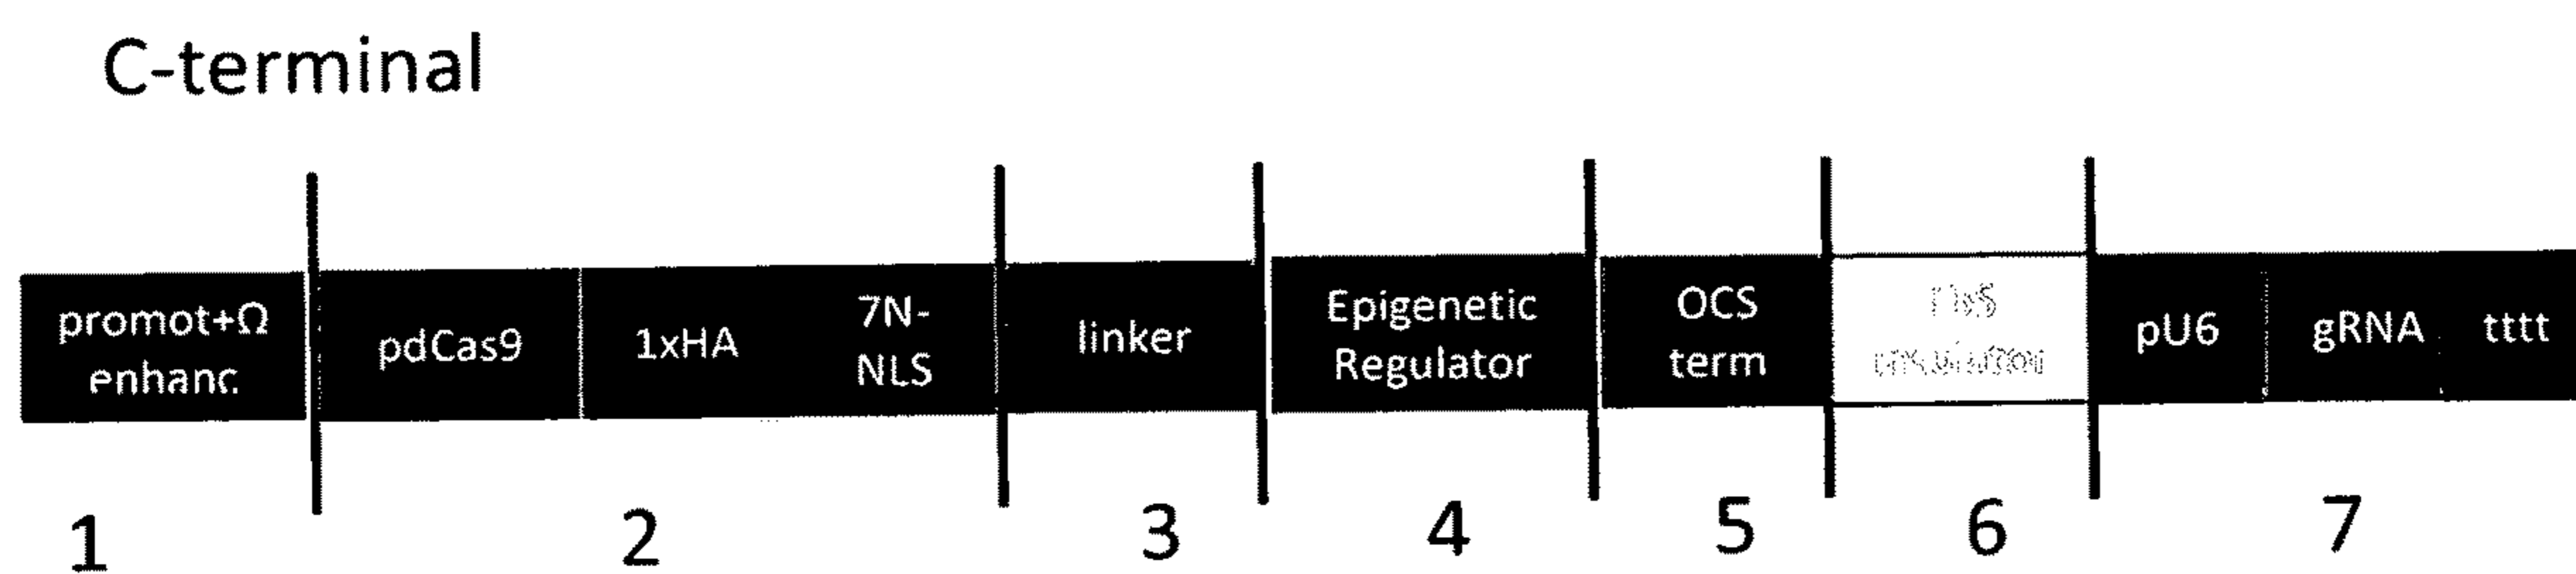 C-terminal
promot+Ω
enhanc.
pdCas9
1xHA
7N-
NLS
linker
Epigenetic
Regulator
OCS
term
pU6
gRNA
tttt
1
2
3
4
5
6
7